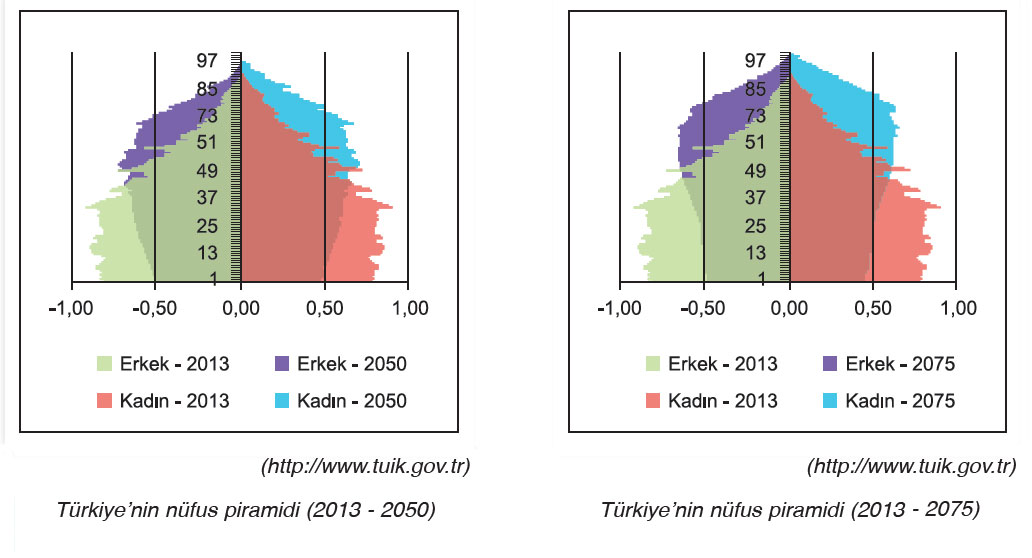 97
85
73
51
49
37
25
13
1
-1,00 -0,50 0,00 0,50 1,00
Erkek - 2013 Erkek - 2050
Kadın - 2013 Kadın - 2050
(http://www.tuik.gov.tr)
Türkiye'nin nüfus piramidi (2013 - 2050)
97
85
73
51
49
37
25
13
1
-1,00 -0,50 0,00 0,50 1,00
Erkek - 2013 Erkek - 2075
Kadın - 2013 Kadın - 2075
(http://www.tuik.gov.tr)
Türkiye'nin nüfus piramidi (2013 - 2075)